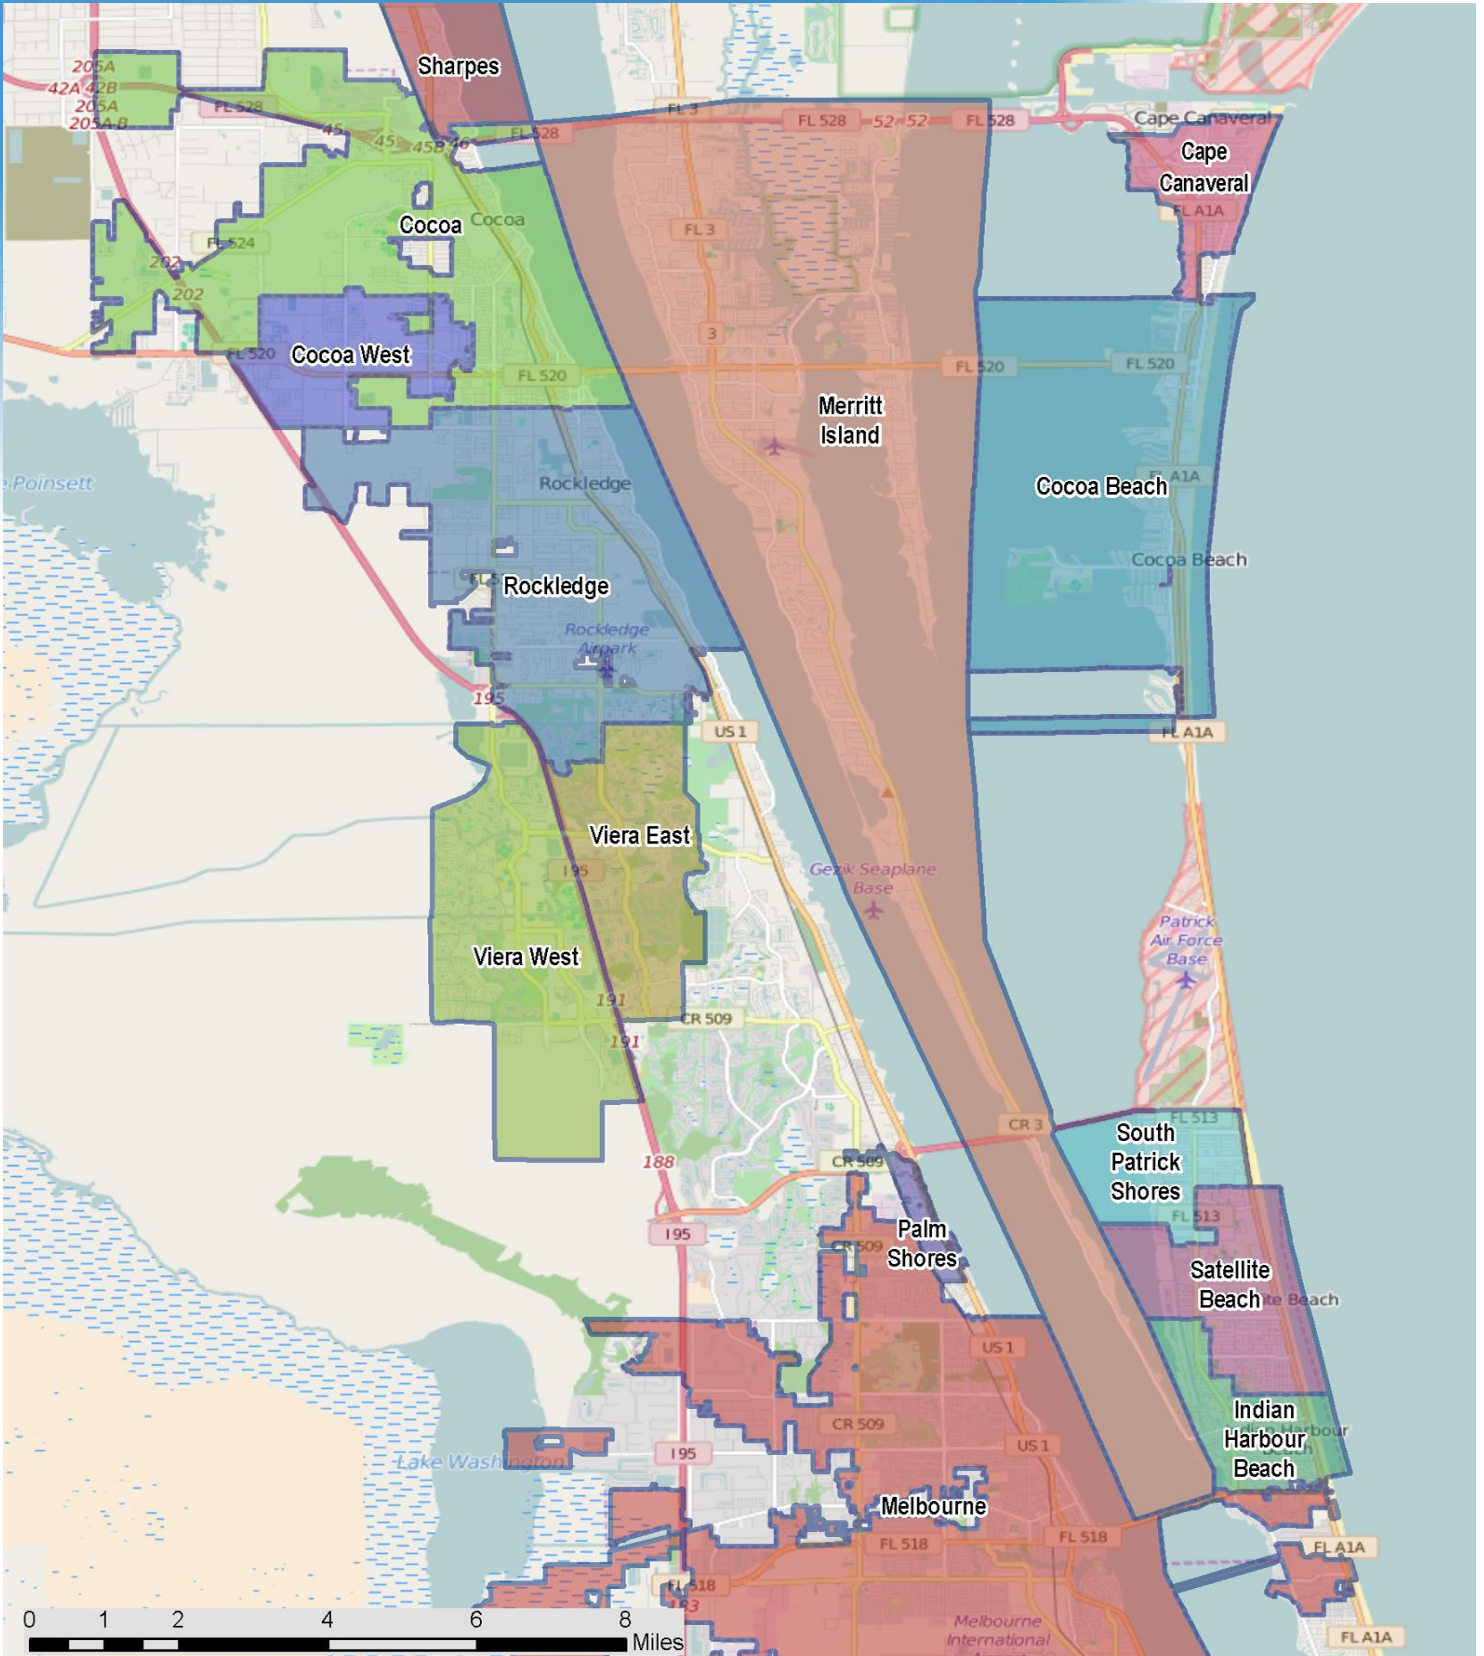 Sharpes
205A
42A 42B
205A
205A-B
FL 528
45
45
45B
46
FL 528
FL 3
FL 528
52
52
FL 528
Cape Canaveral
Cape
Canaveral
FL A1A
Cocoa
Cocoa
FL 3
FL 524
202
202
3
FL 520
Cocoa West
FL 520
FL 520
FL 520
Merritt
Island
Poinsett
Rockledge
FL A1A
Cocoa Beach
Cocoa Beach
Rockledge
Rockledge
Airpark
195
US 1
FL A1A
Viera East
I 95
Gezik Seaplane
Base
Patrick
Air Force
Base
Viera West
191
CR 509
191
CR 3
FL 513
South
Patrick
Shores
188
CR 509
FL 513
I 95
CR 509
Palm
Shores
Satellite
Beach
US 1
Indian
Harbour
Beach
CR 509
US 1
I 95
Lake Washington
Melbourne
FL 518
FL 518
FL A1A
FL 518
183
0 1 2 4 6 8
Miles
Melbourne
International
FL A1A